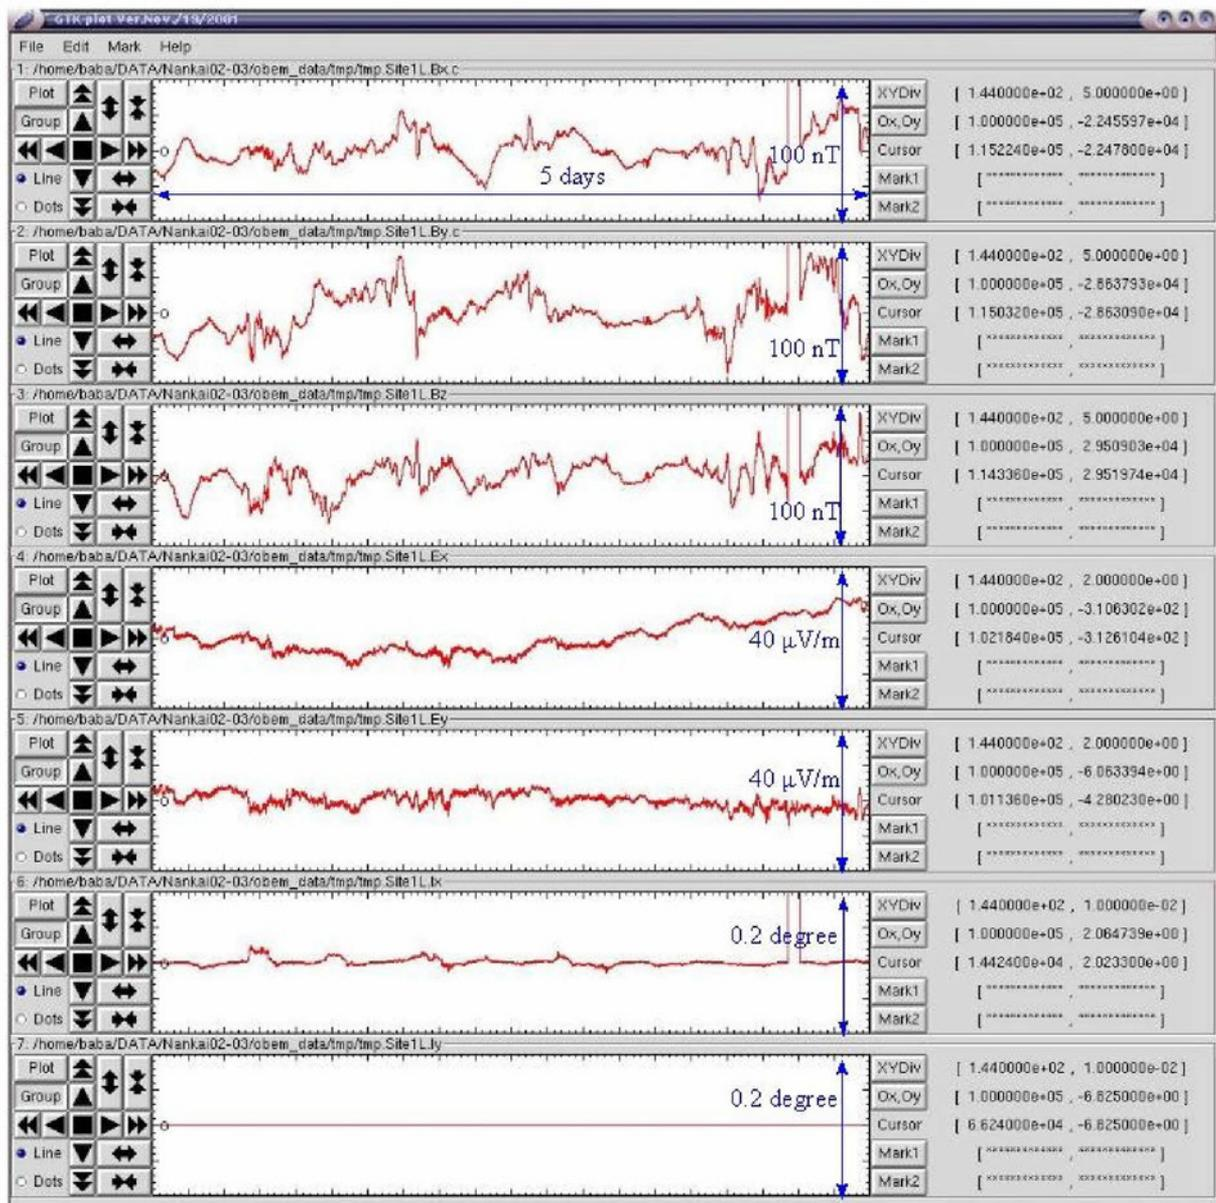 GTK-plot Ver.Nov./19/2001
File Edit Mark Help
1: /home/baba/DATA/Nankai02-03/obem_data/tmp/tmp.Site1L.Bx.c
Plot
Group
Line
Dots
0
100 nT
5 days
XYDiv [ 1.440000e+02 , 5.000000e+00 ]
Ox,Oy [ 1.000000e+05 , -2.245597e+04 ]
Cursor [ 1.152240e+05 , -2.247800e+04 ]
Mark1 [ ************* , ************* ]
Mark2 [ ************* , ************* ]
2: /home/baba/DATA/Nankai02-03/obem_data/tmp/tmp.Site1L.By.c
Plot
Group
Line
Dots
0
100 nT
XYDiv [ 1.440000e+02 , 5.000000e+00 ]
Ox,Oy [ 1.000000e+05 , -2.863793e+04 ]
Cursor [ 1.150320e+05 , -2.863090e+04 ]
Mark1 [ ************* , ************* ]
Mark2 [ ************* , ************* ]
3: /home/baba/DATA/Nankai02-03/obem_data/tmp/tmp.Site1L.Bz
Plot
Group
Line
Dots
0
100 nT
XYDiv [ 1.440000e+02 , 5.000000e+00 ]
Ox,Oy [ 1.000000e+05 , 2.950903e+04 ]
Cursor [ 1.143360e+05 , 2.951974e+04 ]
Mark1 [ ************* , ************* ]
Mark2 [ ************* , ************* ]
4: /home/baba/DATA/Nankai02-03/obem_data/tmp/tmp.Site1L.Ex
Plot
Group
Line
Dots
0
40 μV/m
XYDiv [ 1.440000e+02 , 2.000000e+00 ]
Ox,Oy [ 1.000000e+05 , -3.106302e+02 ]
Cursor [ 1.021840e+05 , -3.126104e+02 ]
Mark1 [ ************* , ************* ]
Mark2 [ ************* , ************* ]
5: /home/baba/DATA/Nankai02-03/obem_data/tmp/tmp.Site1L.Ey
Plot
Group
Line
Dots
0
40 μV/m
XYDiv [ 1.440000e+02 , 2.000000e+00 ]
Ox,Oy [ 1.000000e+05 , -6.063394e+00 ]
Cursor [ 1.011360e+05 , -4.280230e+00 ]
Mark1 [ ************* , ************* ]
Mark2 [ ************* , ************* ]
6: /home/baba/DATA/Nankai02-03/obem_data/tmp/tmp.Site1L.Ix
Plot
Group
Line
Dots
0
0.2 degree
XYDiv [ 1.440000e+02 , 1.000000e-02 ]
Ox,Oy [ 1.000000e+05 , 2.064739e+00 ]
Cursor [ 1.442400e+04 , 2.023300e+00 ]
Mark1 [ ************* , ************* ]
Mark2 [ ************* , ************* ]
7: /home/baba/DATA/Nankai02-03/obem_data/tmp/tmp.Site1L.Iy
Plot
Group
Line
Dots
0
0.2 degree
XYDiv [ 1.440000e+02 , 1.000000e-02 ]
Ox,Oy [ 1.000000e+05 , -6.825000e+00 ]
Cursor [ 6.624000e+04 , -6.825000e+00 ]
Mark1 [ ************* , ************* ]
Mark2 [ ************* , ************* ]